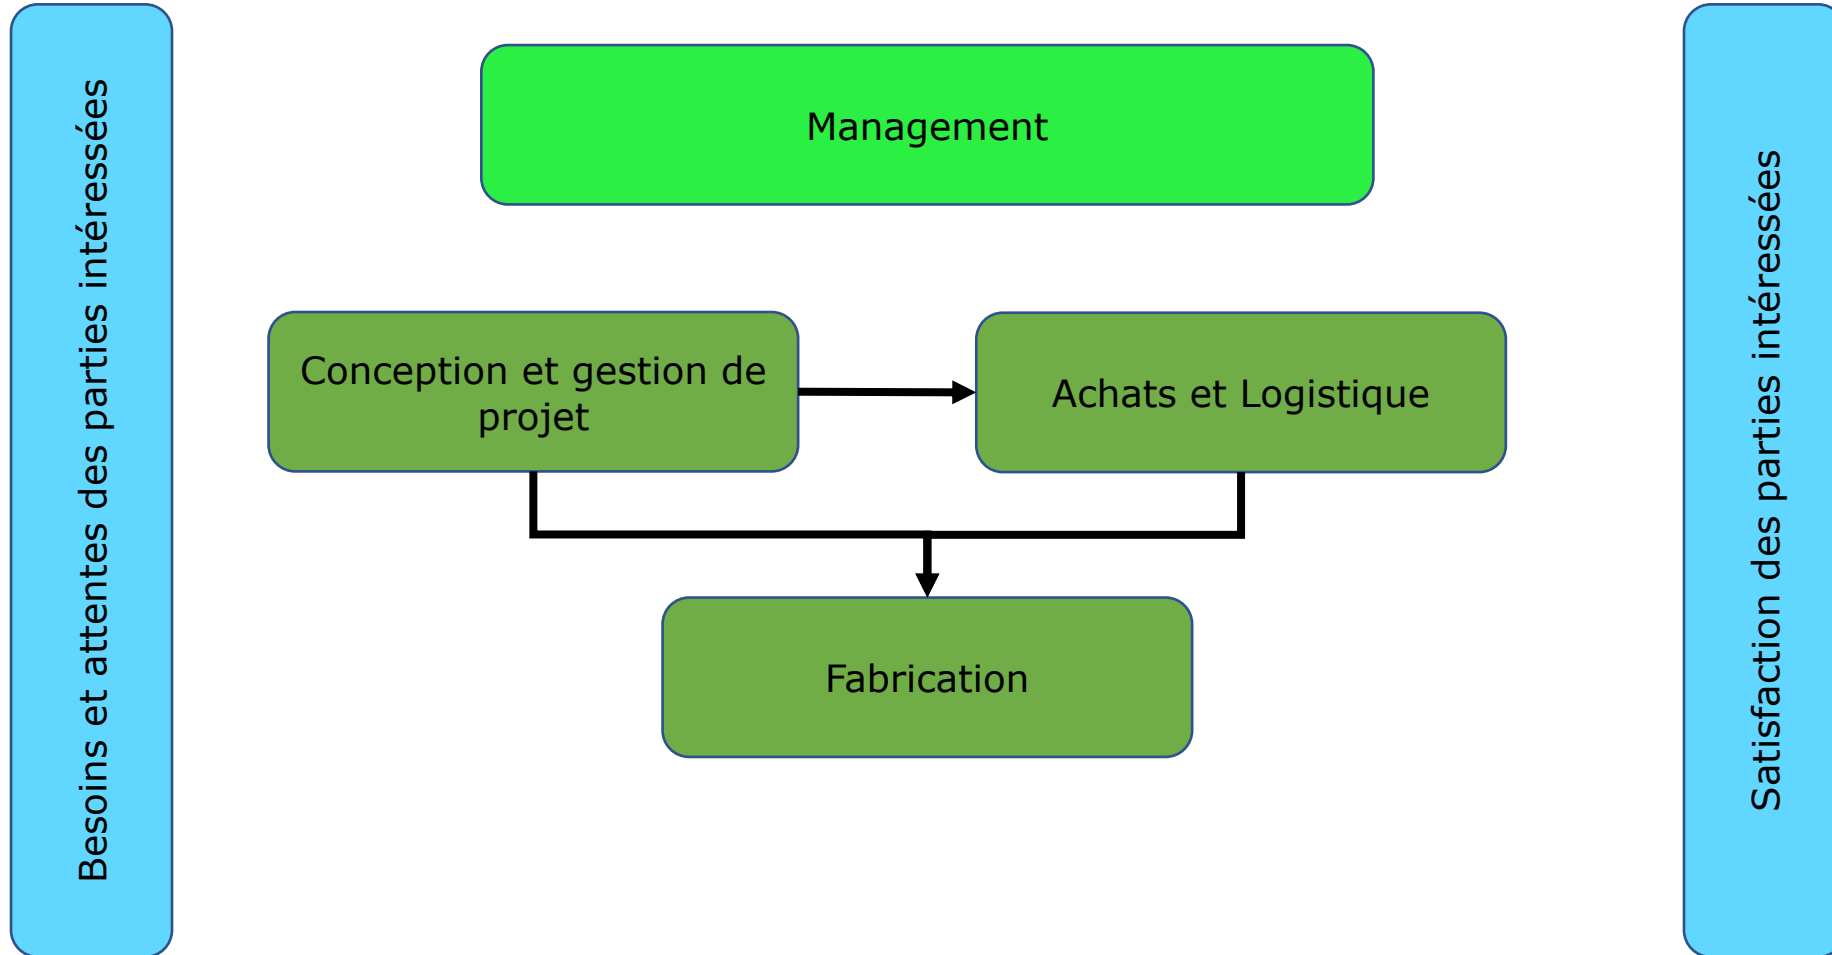 Besoins et attentes des parties intéressées
Management
Conception et gestion de
projet
Achats et Logistique
Fabrication
Satisfaction des parties intéressées